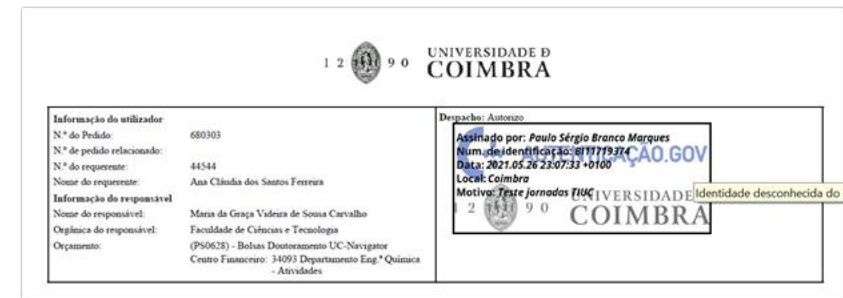 1 2 9 0
UNIVERSIDADE D
COIMBRA
Informação do utilizador
N.º do Pedido: 680303
N.º de pedido relacionado:
N.º do requerente: 44544
Nome do requerente: Ana Cláudia dos Santos Ferreira
Informação do responsável
Nome do responsável: Maria da Graça Videira de Sousa Carvalho
Orgânica do responsável: Faculdade de Ciências e Tecnologia
Orçamento: (PS0628) - Bolsas Doutoramento UC-Navigator
Centro Financeiro: 34093 Departamento Eng.ª Química
- Atividades
Despacho: Autorizo
Assinado por: Paulo Sérgio Branco Marques
Num. de identificação: BI11719374
Data: 2021.05.26 23:07:33 +0100
Local: Coimbra
Motivo: Teste jornadas TIUC
AUTENTICAÇÃO.GOV
1 2 9 0
UNIVERSIDADE
COIMBRA
Identidade desconhecida do